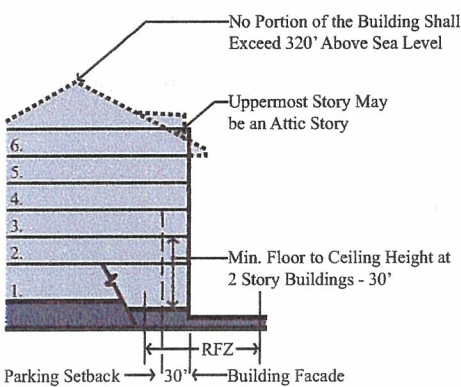 No Portion of the Building Shall
Exceed 320' Above Sea Level
Uppermost Story May
be an Attic Story
6.
5.
4.
3.
2.
Min. Floor to Ceiling Height at
2 Story Buildings - 30'
1.
RFZ
Parking Setback
30'
Building Facade